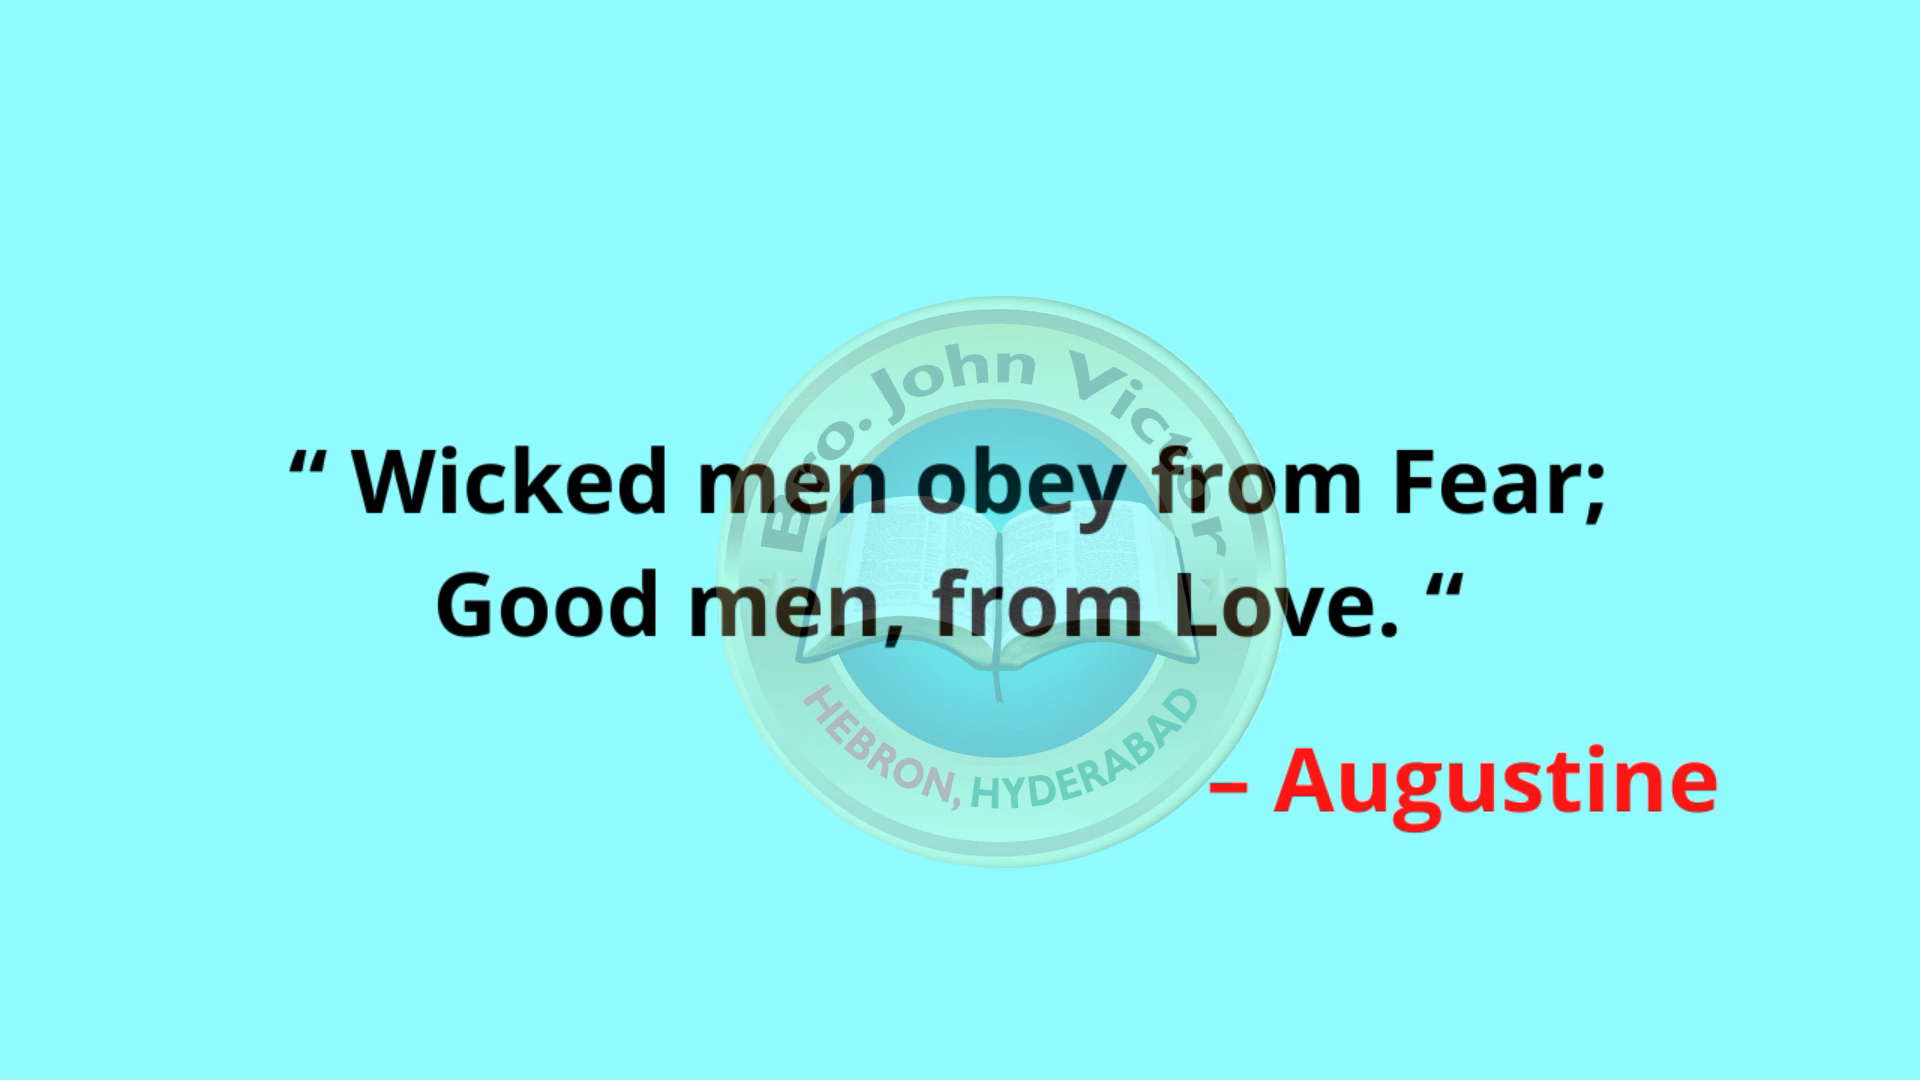 “ Wicked men obey from Fear;
Good men, from Love. “
– Augustine
Bro. John Victor
HEBRON, HYDERABAD